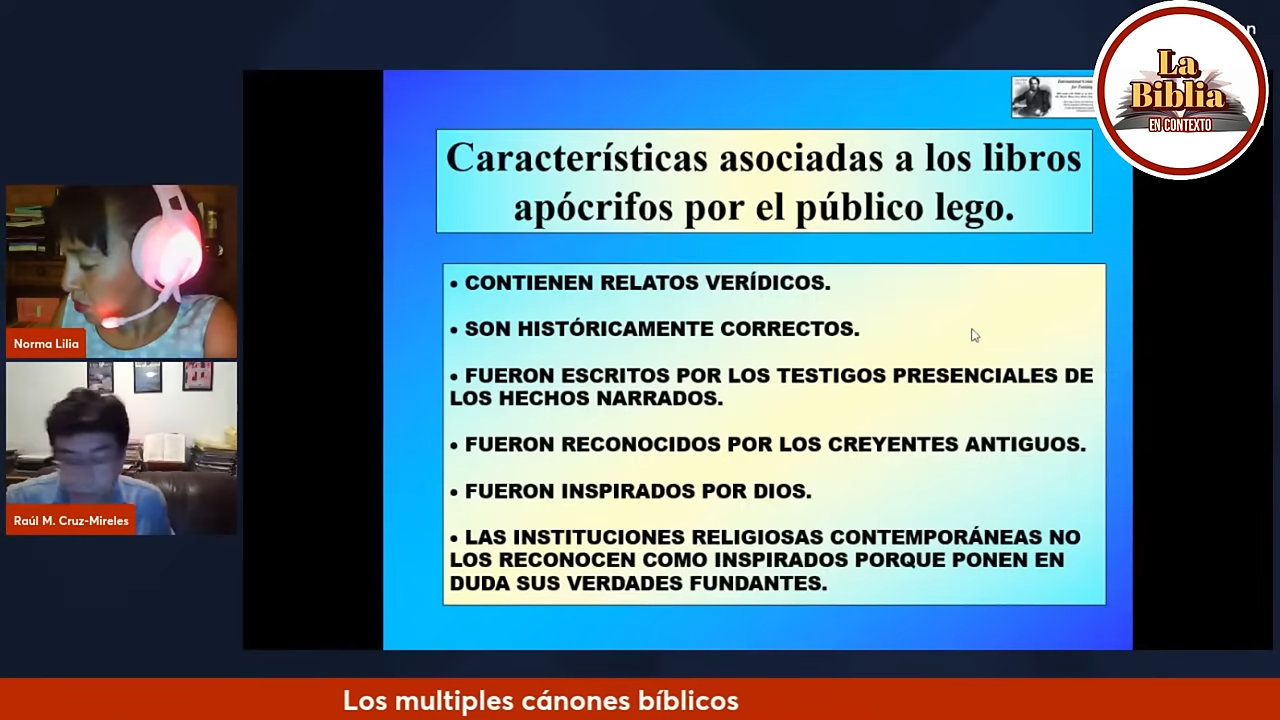 La
Biblia
EN CONTEXTO
Características asociadas a los libros
apócrifos por el público lego.
• CONTIENEN RELATOS VERÍDICOS.
• SON HISTÓRICAMENTE CORRECTOS.
• FUERON ESCRITOS POR LOS TESTIGOS PRESENCIALES DE
LOS HECHOS NARRADOS.
• FUERON RECONOCIDOS POR LOS CREYENTES ANTIGUOS.
• FUERON INSPIRADOS POR DIOS.
• LAS INSTITUCIONES RELIGIOSAS CONTEMPORÁNEAS NO
LOS RECONOCEN COMO INSPIRADOS PORQUE PONEN EN
DUDA SUS VERDADES FUNDANTES.
Norma Lilia
Raúl M. Cruz-Mireles
Los multiples cánones bíblicos